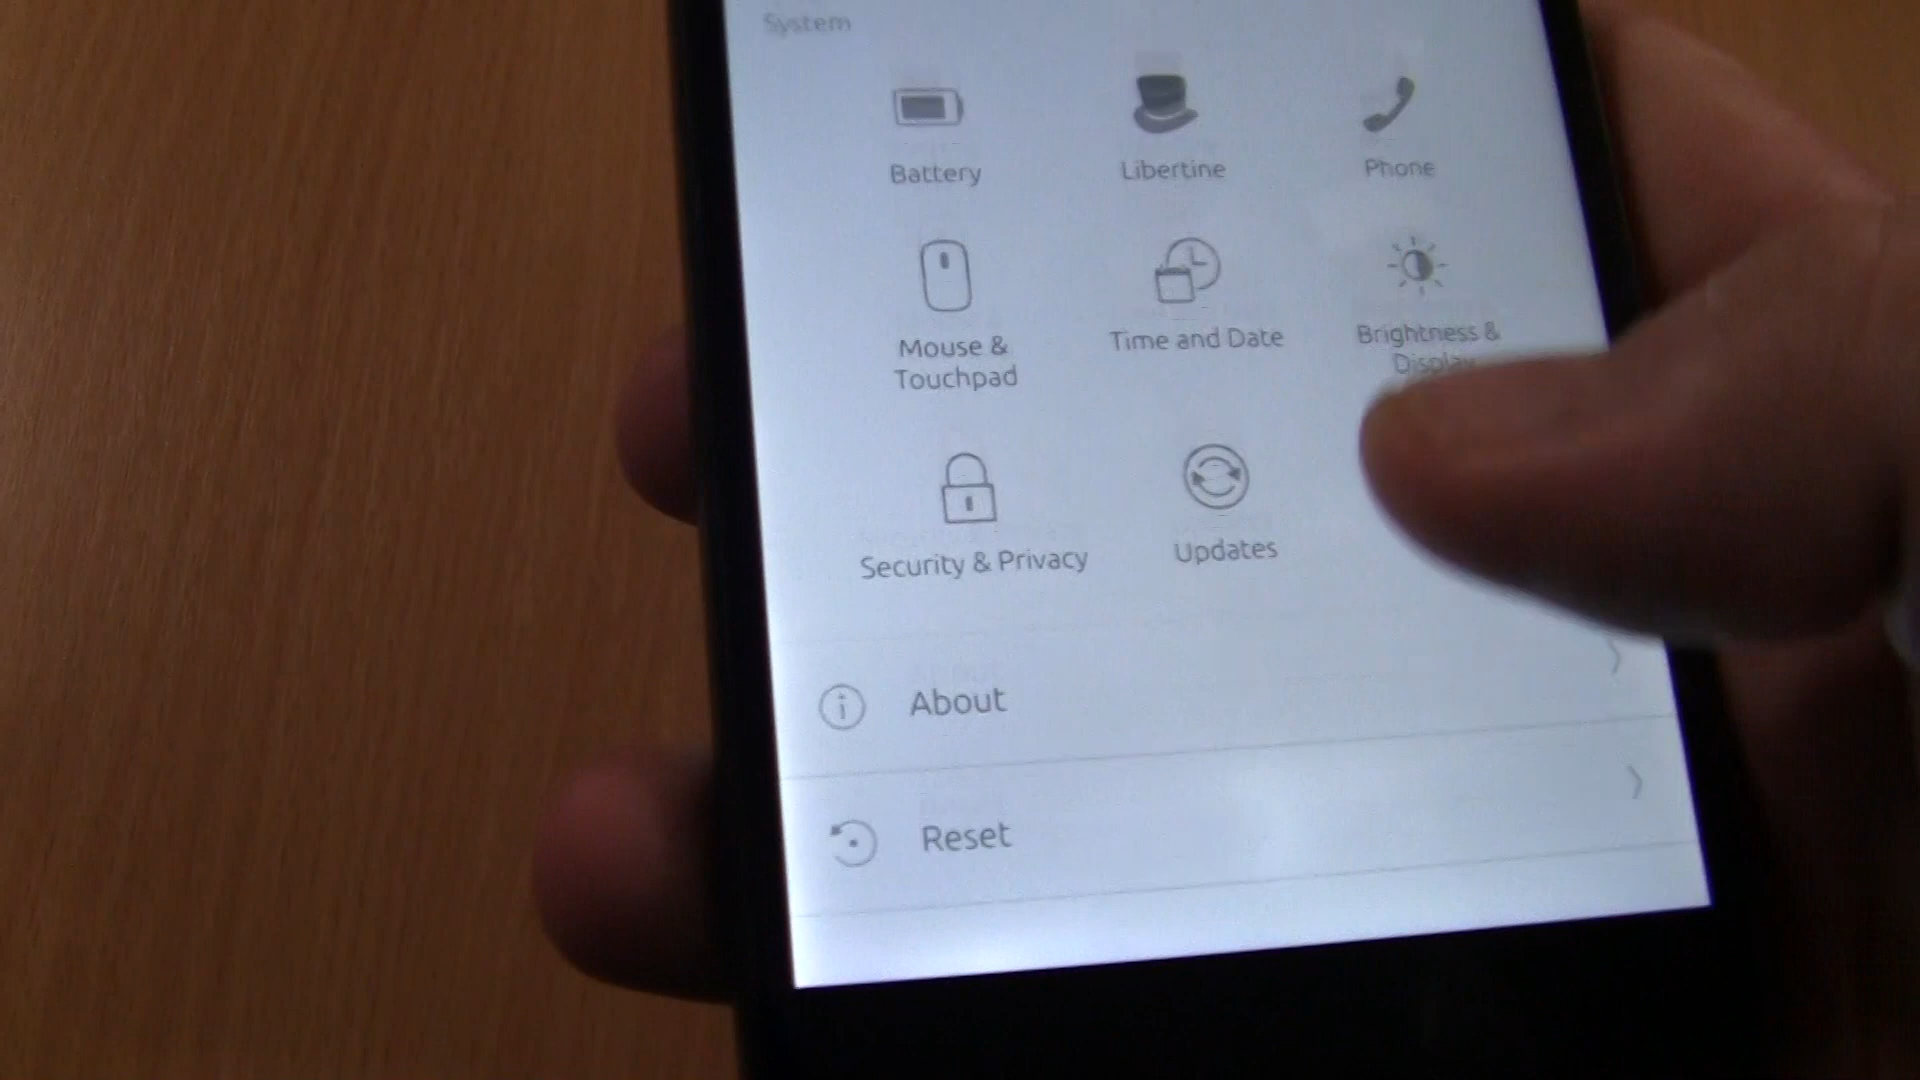 System
Battery
Libertine
Phone
Mouse &
Touchpad
Time and Date
Brightness &
Display
Security & Privacy
Updates
About
Reset